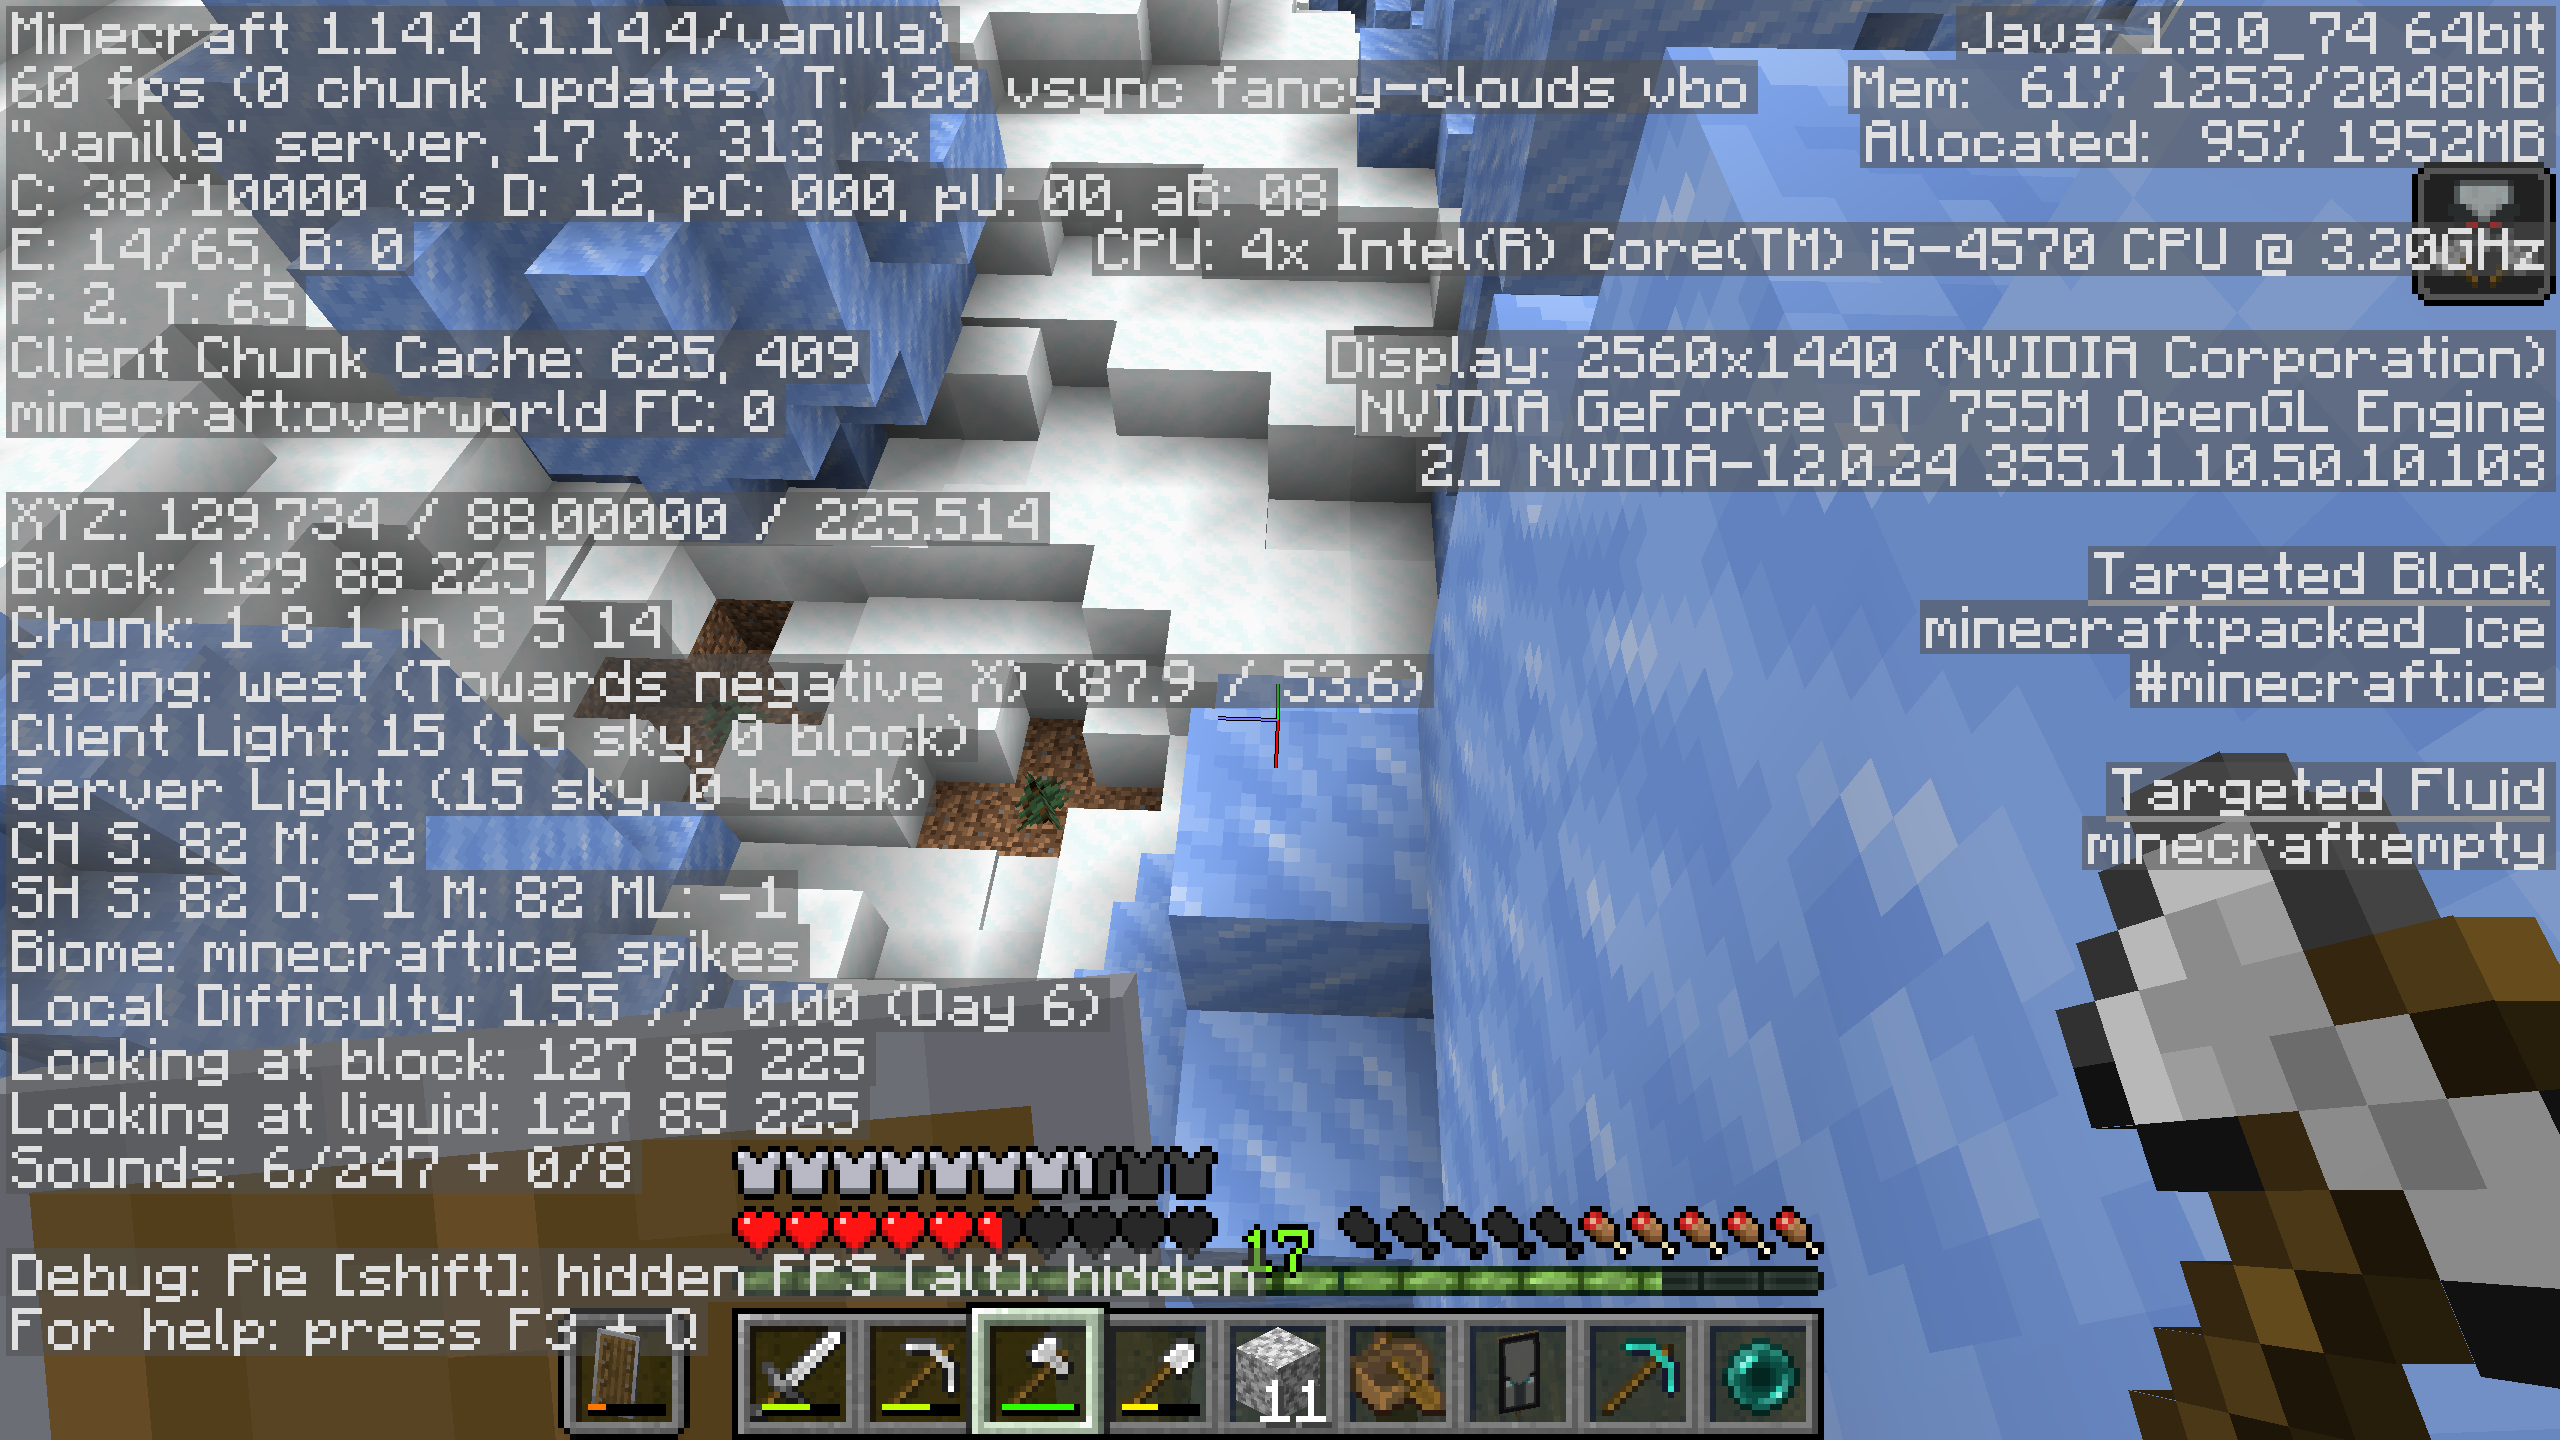 Minecraft 1.14.4 (1.14.4/vanilla)
60 fps (0 chunk updates) T: 120 vsync fancy-clouds vbo
"vanilla" server, 17 tx, 313 rx
C: 38/10000 (s) D: 12, pC: 000, pU: 00, aB: 08
E: 14/65, B: 0
P: 2. T: 65
Client Chunk Cache: 625, 409
minecraft:overworld FC: 0
XYZ: 129.734 / 88.00000 / 225.514
Block: 129 88 225
Chunk: 1 8 1 in 8 5 14
Facing: west (Towards negative X) (87.9 / 53.6)
Client Light: 15 (15 sky, 0 block)
Server Light: (15 sky, 0 block)
CH S: 82 M: 82
SH S: 82 O: -1 M: 82 ML: -1
Biome: minecraft:ice_spikes
Local Difficulty: 1.55 // 0.00 (Day 6)
Looking at block: 127 85 225
Looking at liquid: 127 85 225
Sounds: 6/247 + 0/8
Debug: Pie [shift]: hidden FPS [alt]: hidden
For help: press F3 + Q
Java: 1.8.0_74 64bit
Mem: 61% 1253/2048MB
Allocated: 95% 1952MB
CPU: 4x Intel(R) Core(TM) i5-4570 CPU @ 3.20GHz
Display: 2560x1440 (NVIDIA Corporation)
NVIDIA GeForce GT 755M OpenGL Engine
2.1 NVIDIA-12.0.24 355.11.10.50.10.103
Targeted Block
minecraft:packed_ice
#minecraft:ice
Targeted Fluid
minecraft:empty
17
11